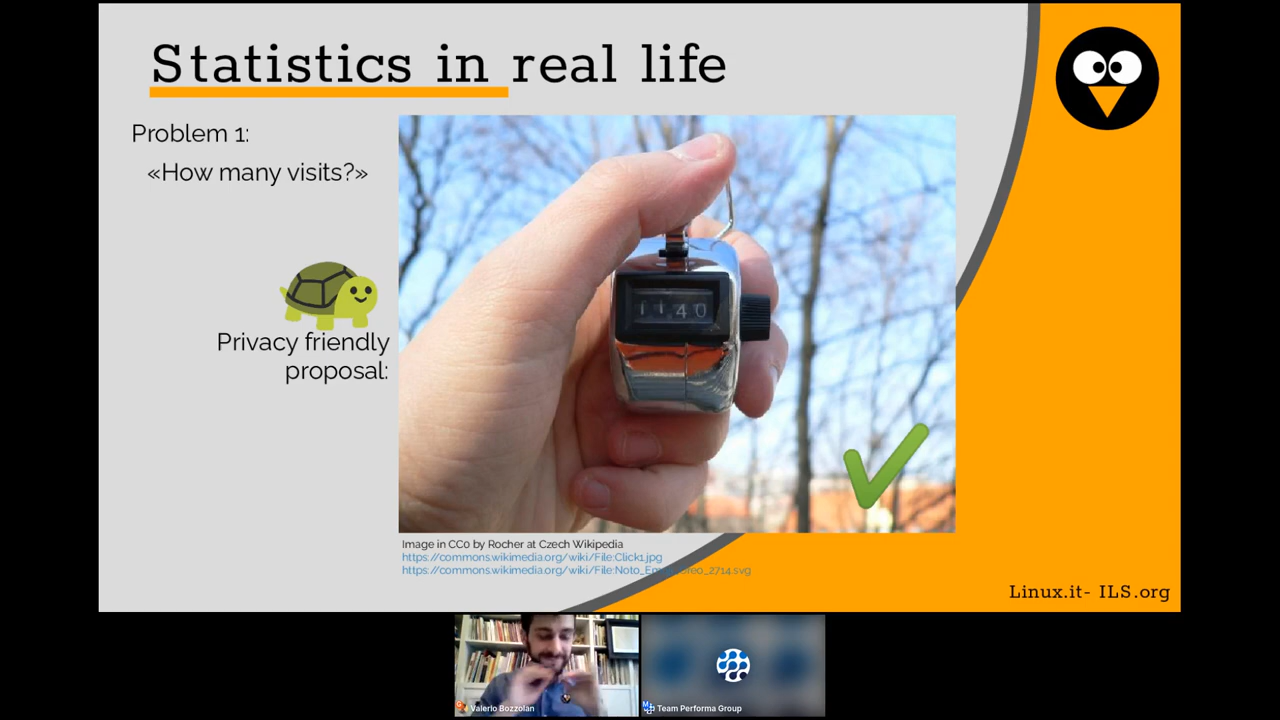 Statistics in real life
Problem 1:
«How many visits?»
Privacy friendly
proposal:
1140
Image in CC0 by Rocher at Czech Wikipedia
https://commons.wikimedia.org/wiki/File:Click1.jpg
https://commons.wikimedia.org/wiki/File:Noto_Emoji_Oreo_2714.svg
Linux.it- ILS.org
Valerio Bozzolan
Team Performa Group